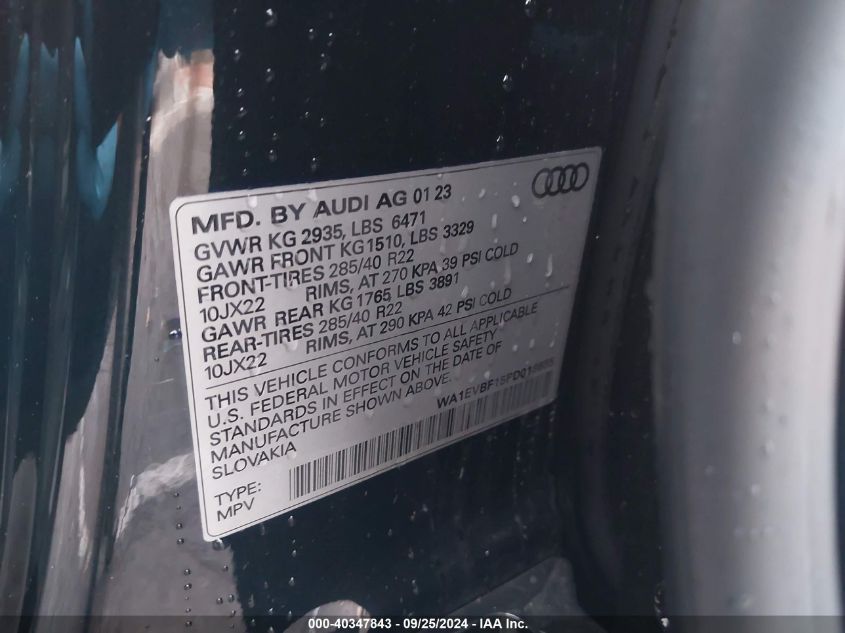 MFD. BY AUDI AG 01 23
GVWR KG 2935, LBS 6471
GAWR FRONT KG1510, LBS 3329
FRONT-TIRES 285/40 R22
10JX22 RIMS, AT 270 KPA 39 PSI COLD
GAWR REAR KG 1765, LBS 3891
REAR-TIRES 285/40 R22
10JX22 RIMS, AT 290 KPA 42 PSI COLD
THIS VEHICLE CONFORMS TO ALL APPLICABLE
U.S. FEDERAL MOTOR VEHICLE SAFETY
STANDARDS IN EFFECT ON THE DATE OF
MANUFACTURE SHOWN ABOVE.
SLOVAKIA
TYPE:
MPV
000-40347843 / 09/25/2024 - IAA Inc.